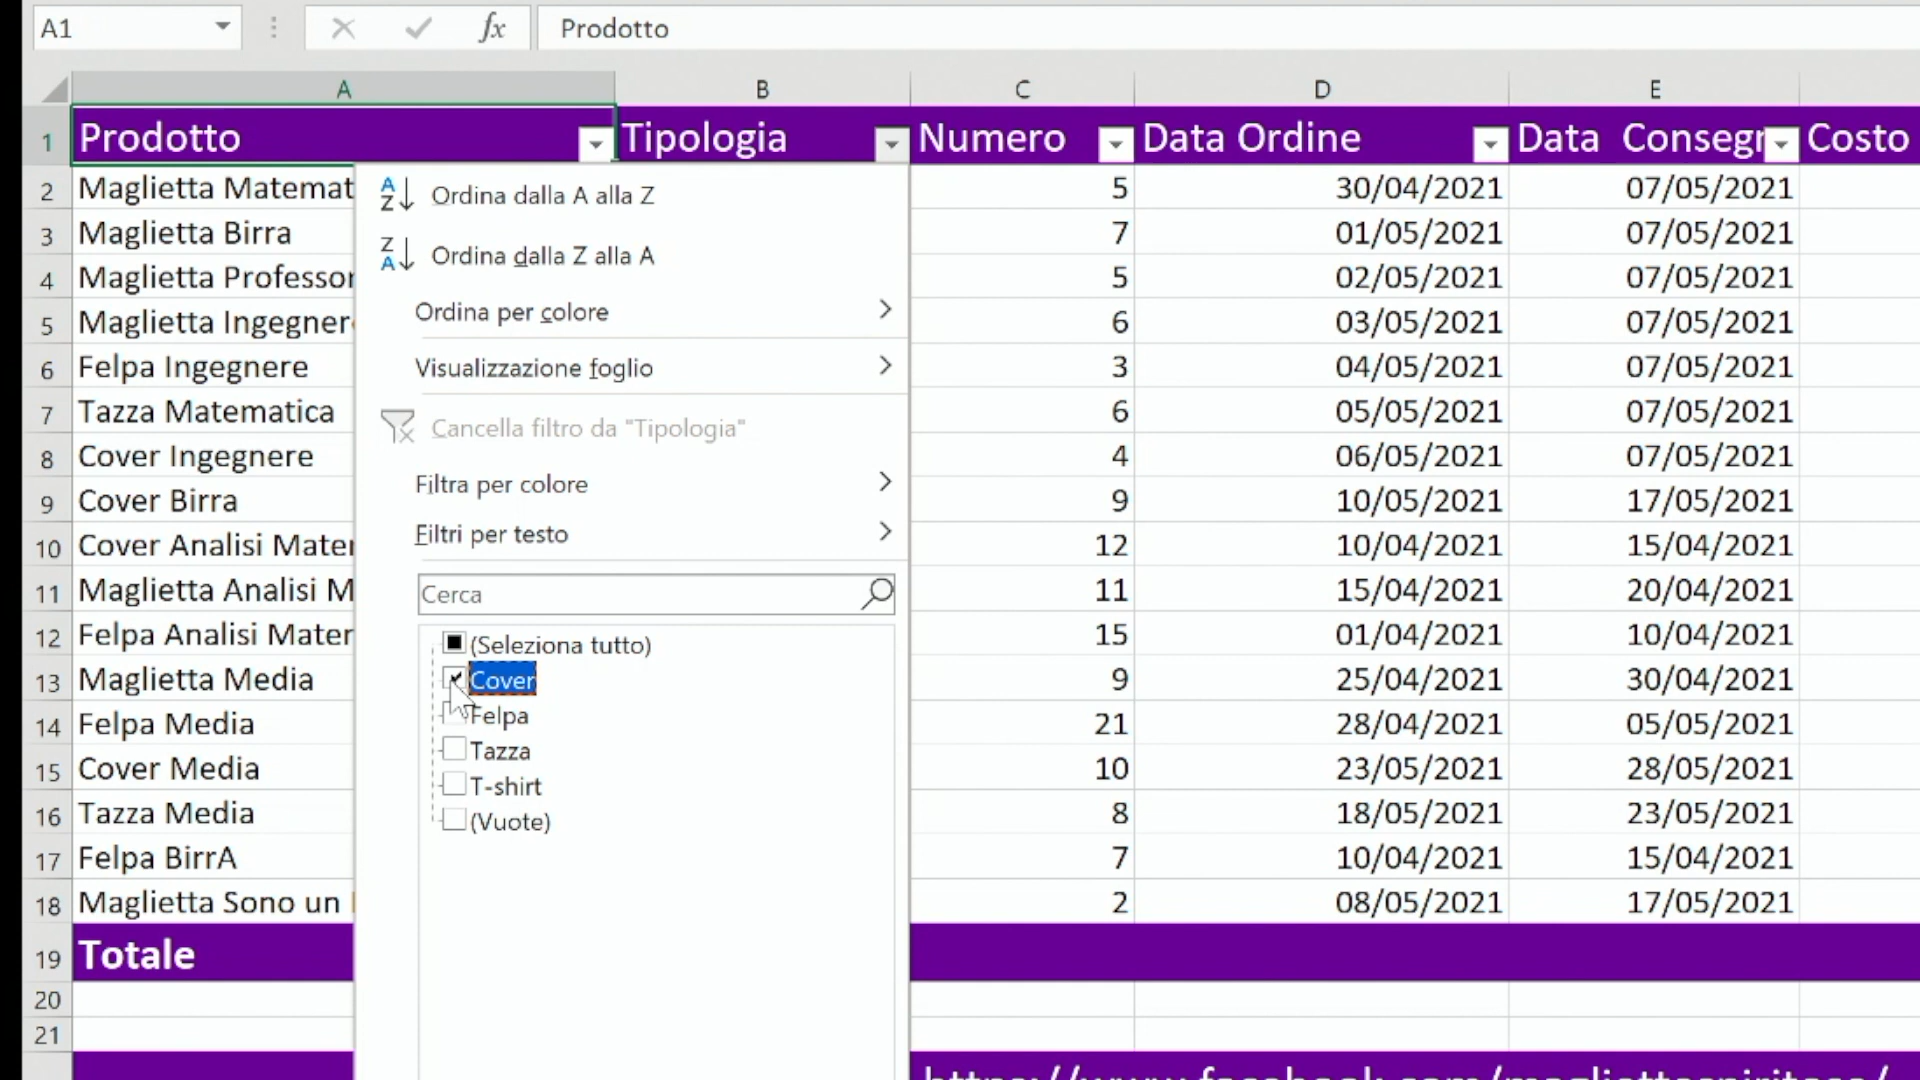 A1 fx Prodotto
A B C D E
1 Prodotto Tipologia Numero Data Ordine Data Consegn Costo
2 Maglietta Matemat 5 30/04/2021 07/05/2021
3 Maglietta Birra 7 01/05/2021 07/05/2021
4 Maglietta Professor 5 02/05/2021 07/05/2021
5 Maglietta Ingegnere 6 03/05/2021 07/05/2021
6 Felpa Ingegnere 3 04/05/2021 07/05/2021
7 Tazza Matematica 6 05/05/2021 07/05/2021
8 Cover Ingegnere 4 06/05/2021 07/05/2021
9 Cover Birra 9 10/05/2021 17/05/2021
10 Cover Analisi Mater 12 10/04/2021 15/04/2021
11 Maglietta Analisi M 11 15/04/2021 20/04/2021
12 Felpa Analisi Mater 15 01/04/2021 10/04/2021
13 Maglietta Media 9 25/04/2021 30/04/2021
14 Felpa Media 21 28/04/2021 05/05/2021
15 Cover Media 10 23/05/2021 28/05/2021
16 Tazza Media 8 18/05/2021 23/05/2021
17 Felpa BirrA 7 10/04/2021 15/04/2021
18 Maglietta Sono un 2 08/05/2021 17/05/2021
19 Totale
20
21
Ordina dalla A alla Z
Ordina dalla Z alla A
Ordina per colore
Visualizzazione foglio
Cancella filtro da "Tipologia"
Filtra per colore
Filtri per testo
Cerca
(Seleziona tutto)
Cover
Felpa
Tazza
T-shirt
(Vuote)